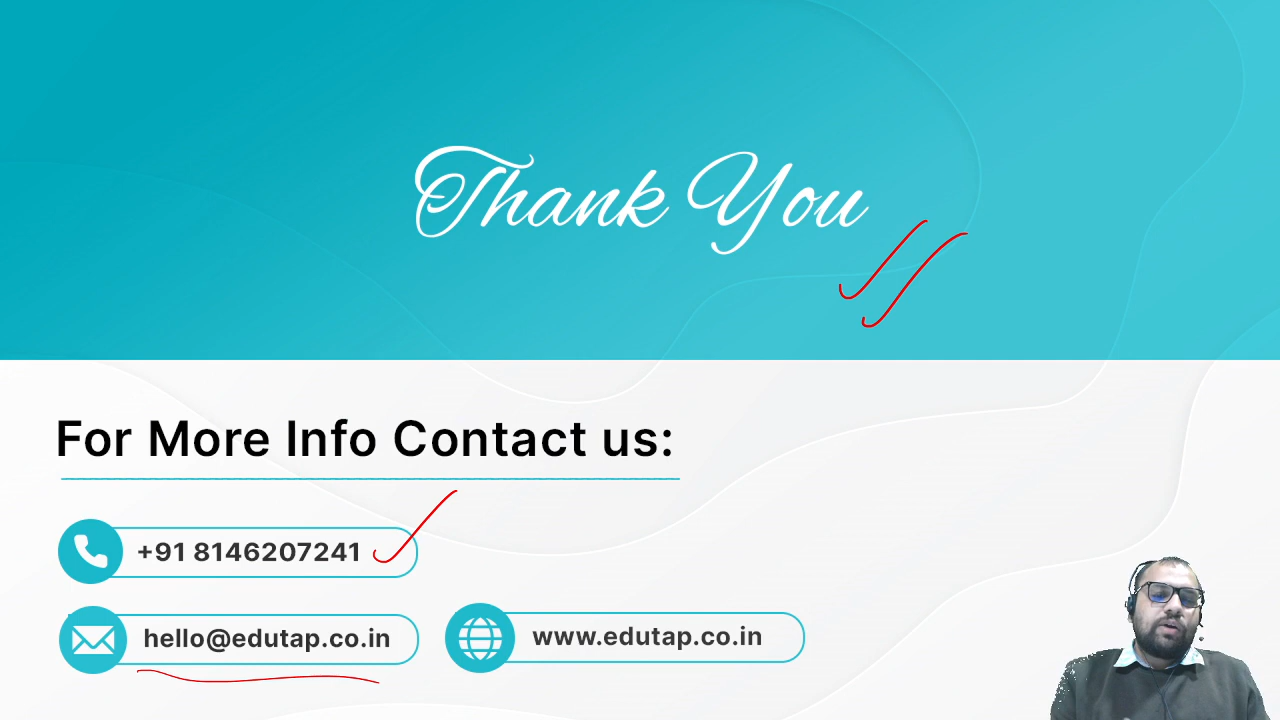 Thank You
For More Info Contact us:
+91 8146207241
hello@edutap.co.in
www.edutap.co.in